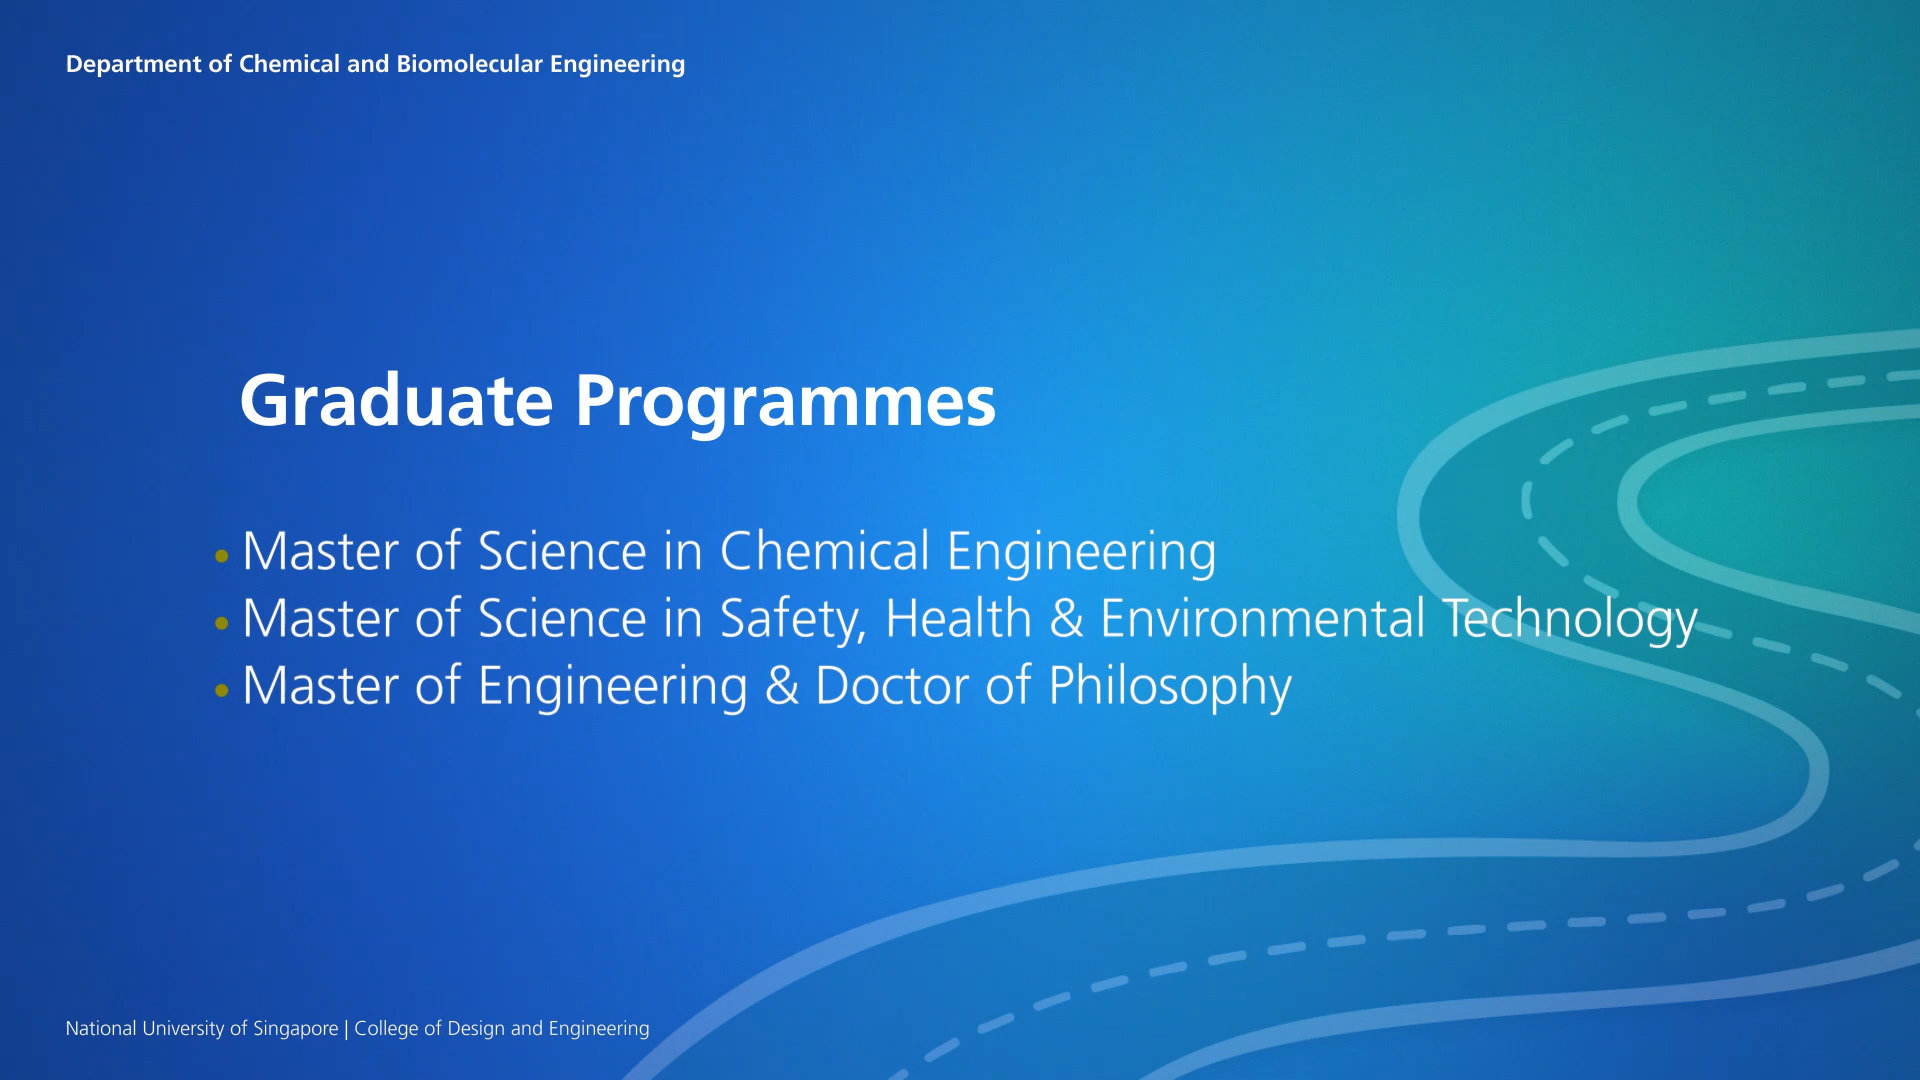 Department of Chemical and Biomolecular Engineering
Graduate Programmes
• Master of Science in Chemical Engineering
• Master of Science in Safety, Health & Environmental Technology
• Master of Engineering & Doctor of Philosophy
National University of Singapore | College of Design and Engineering